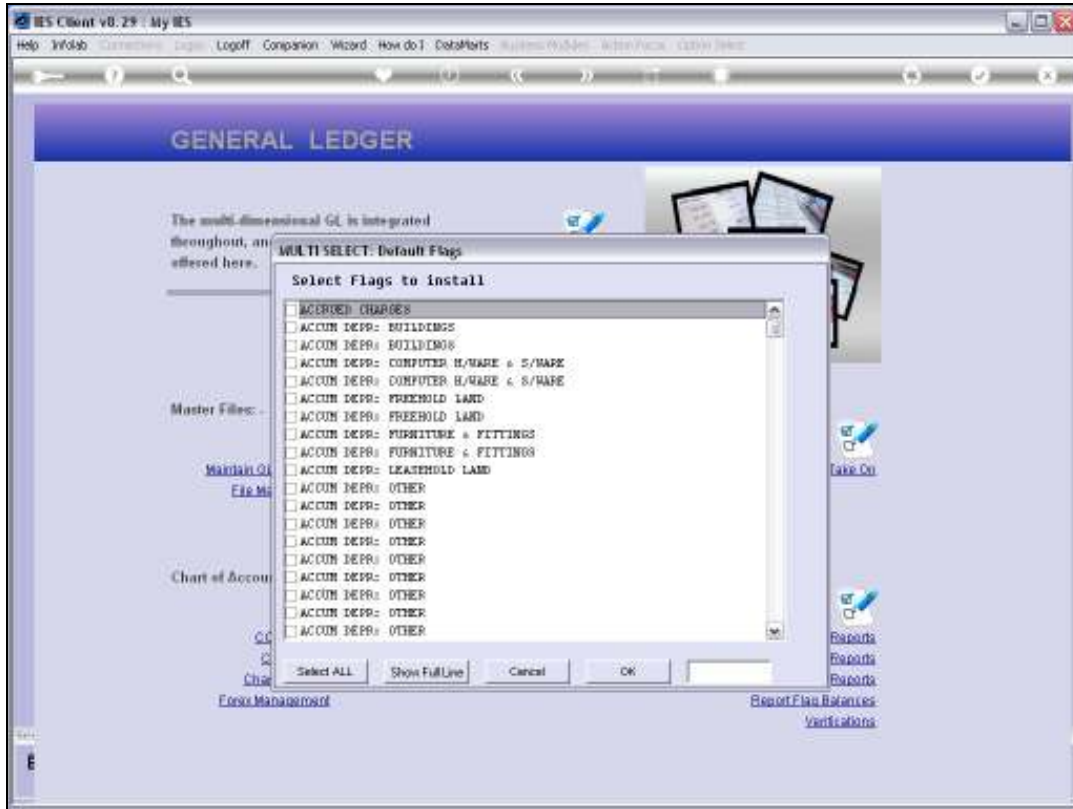 IES Client v8.29 : My IES
Help Infolab Logoff Companion Wizard How do I DataMarts
GENERAL LEDGER
The multi-dimensional GL is integrated
throughout, an
offered here.
MULTI SELECT: Default Flags
Select Flags to install
ACCRUED CHARGES
ACCUM DEPR: BUILDINGS
ACCUM DEPR: BUILDINGS
ACCUM DEPR: COMPUTER H/WARE & S/WARE
ACCUM DEPR: COMPUTER H/WARE & S/WARE
ACCUM DEPR: FREEHOLD LAND
ACCUM DEPR: FREEHOLD LAND
ACCUM DEPR: FURNITURE & FITTINGS
ACCUM DEPR: FURNITURE & FITTINGS
ACCUM DEPR: LEASEHOLD LAND
ACCUM DEPR: OTHER
ACCUM DEPR: OTHER
ACCUM DEPR: OTHER
ACCUM DEPR: OTHER
ACCUM DEPR: OTHER
ACCUM DEPR: OTHER
ACCUM DEPR: OTHER
ACCUM DEPR: OTHER
ACCUM DEPR: OTHER
Select ALL Show Full Line Cancel OK
Master Files: .
Maintain GL
File Ma
Take On
Chart of Accou
Reports
Reports
Char
Reports
Forex Management
Report Flag Balances
Verifications